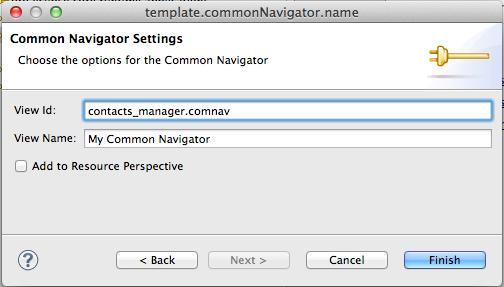 template.commonNavigator.name
Common Navigator Settings
Choose the options for the Common Navigator
View Id: contacts_manager.comnav
View Name: My Common Navigator
Add to Resource Perspective
? < Back Next > Cancel Finish